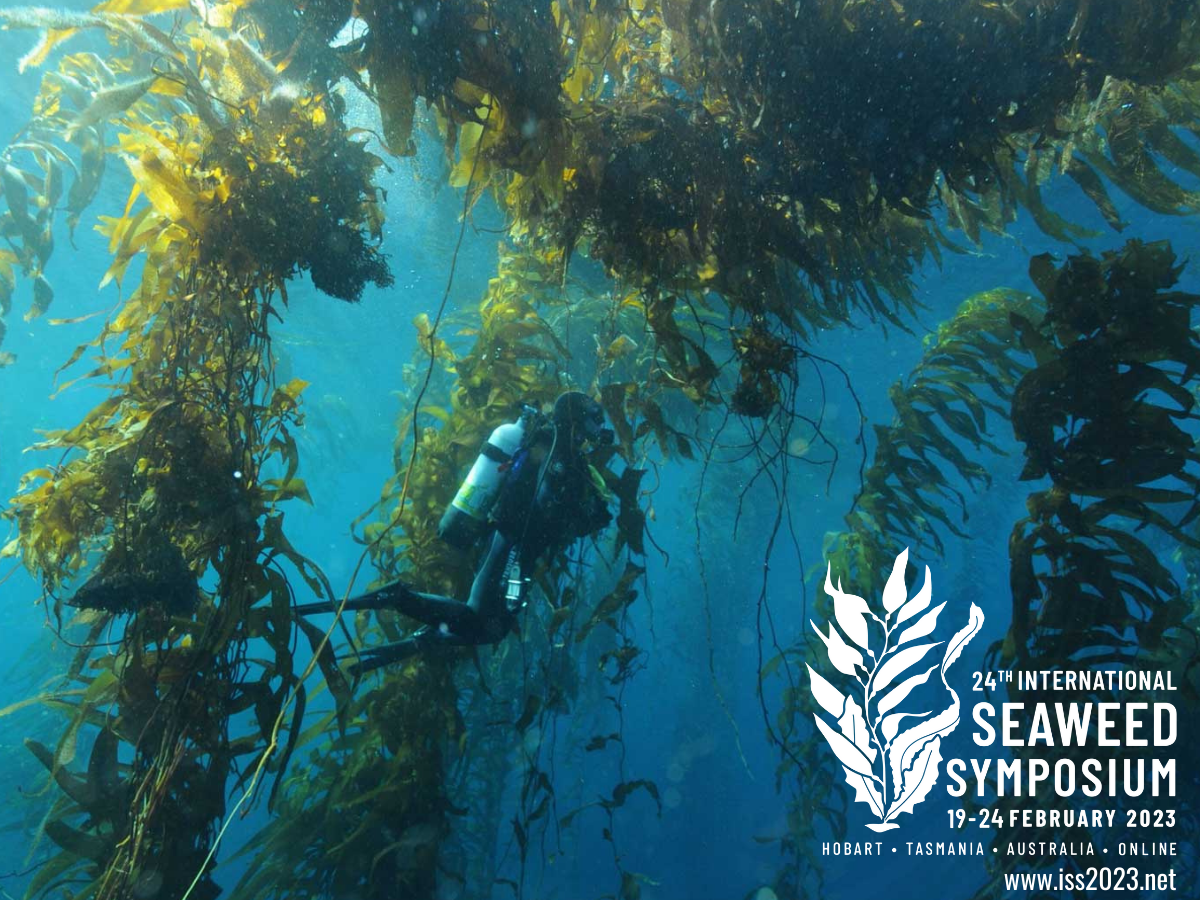 24TH INTERNATIONAL
SEAWEED
SYMPOSIUM
19-24 FEBRUARY 2023
HOBART • TASMANIA • AUSTRALIA • ONLINE
www.iss2023.net